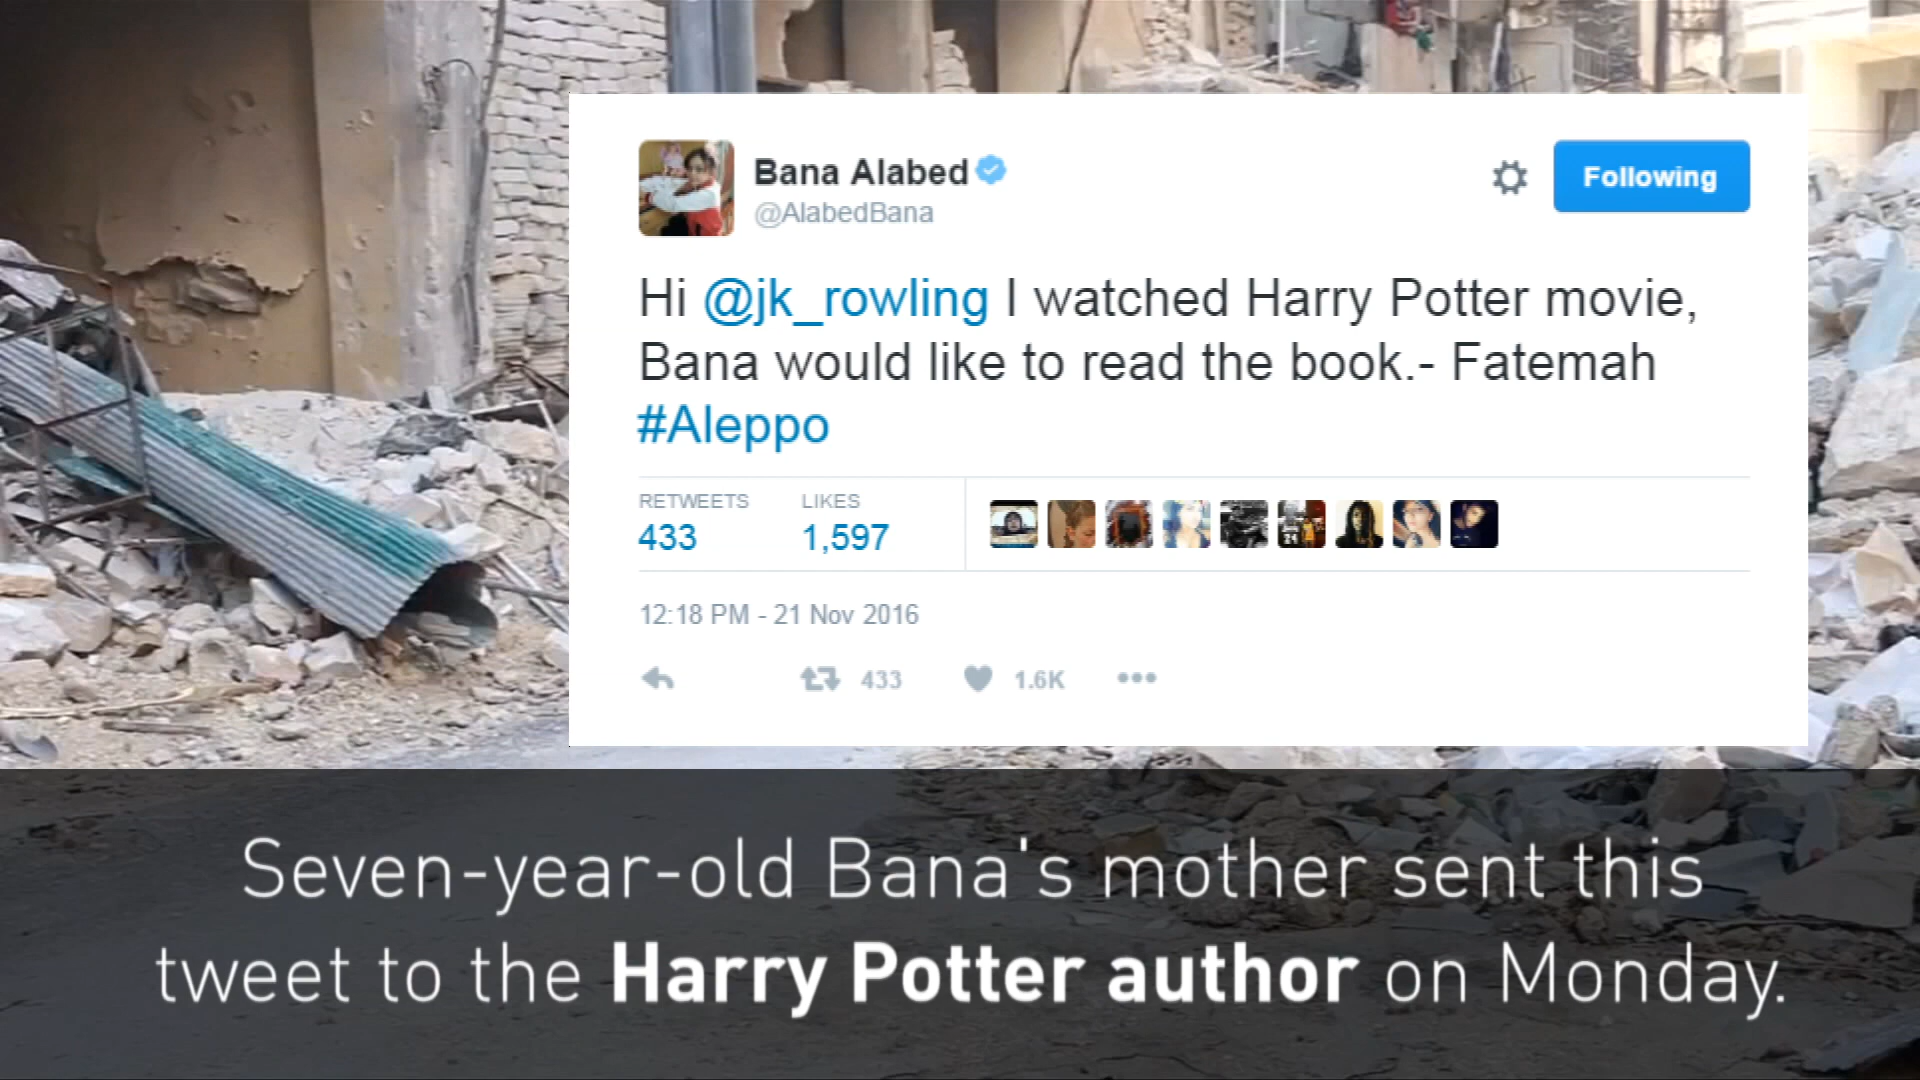 Bana Alabed
@AlabedBana
Following
Hi @jk_rowling I watched Harry Potter movie,
Bana would like to read the book.- Fatemah
#Aleppo
RETWEETS LIKES
433 1,597
24
12:18 PM - 21 Nov 2016
433 1.6K
Seven-year-old Bana's mother sent this
tweet to the Harry Potter author on Monday.